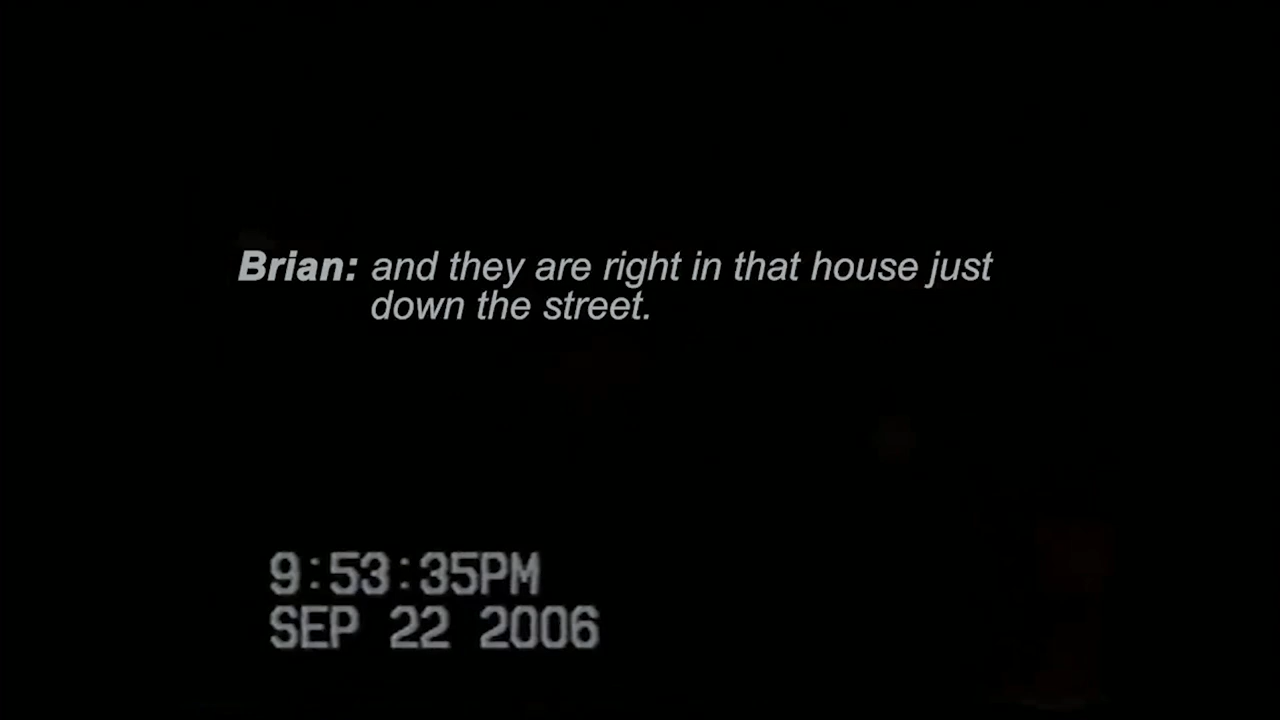 Brian: and they are right in that house just
down the street.
9:53:35PM
SEP 22 2006